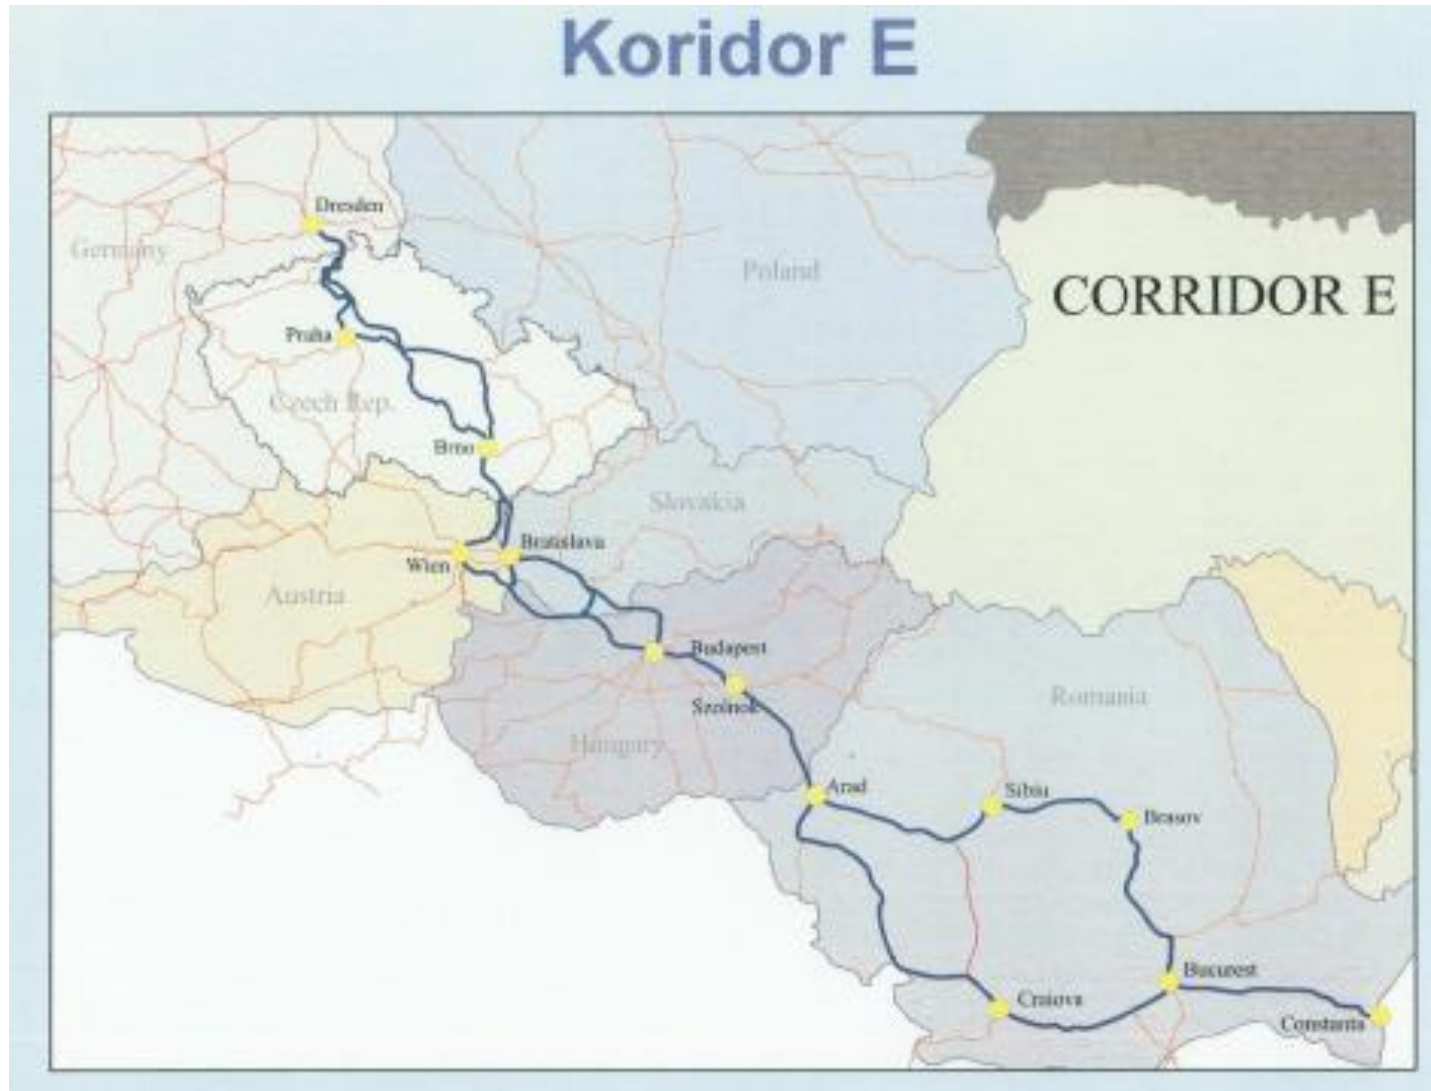 Koridor E
Dresden
Germany
Poland
CORRIDOR E
Praha
Czech Rep.
Brno
Slovakia
Bratislava
Wien
Austria
Budapest
Szolnok
Romania
Hungary
Arad
Sibiu
Brasov
Bucurest
Craiova
Constanta